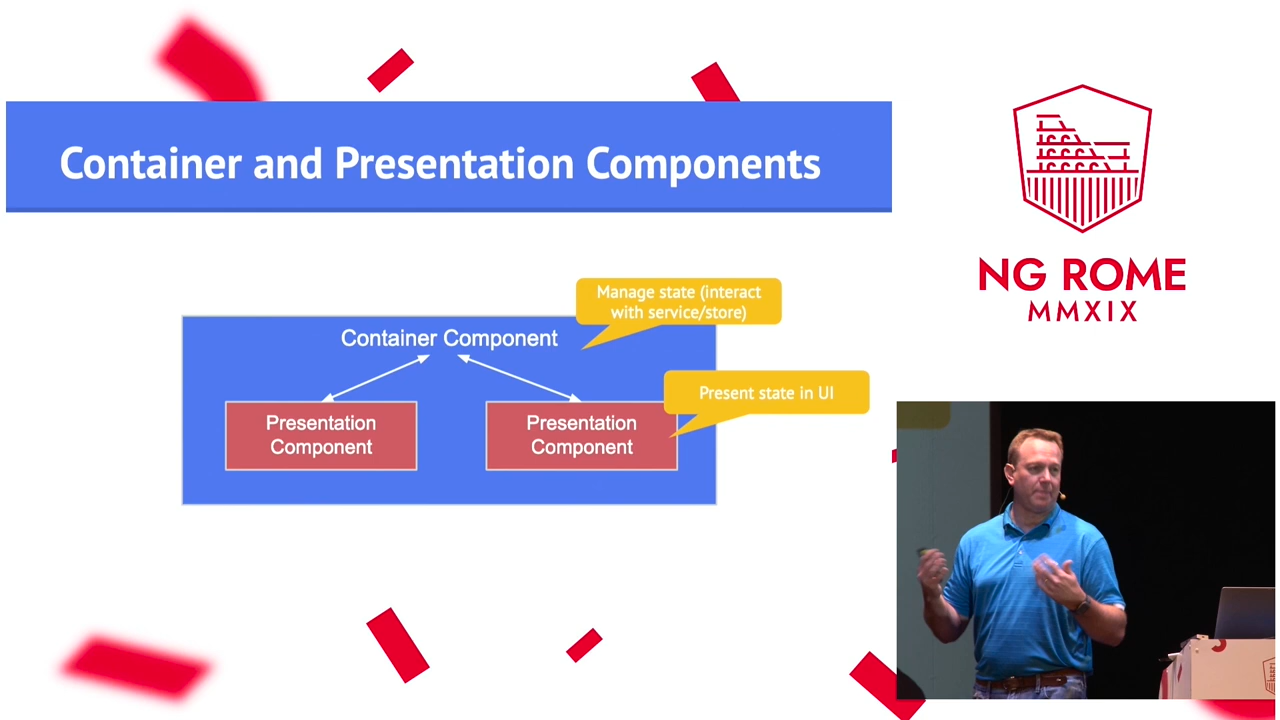 Container and Presentation Components
NG ROME
MMXIX
Manage state (interact
with service/store)
Container Component
Present state in UI
Presentation
Component
Presentation
Component